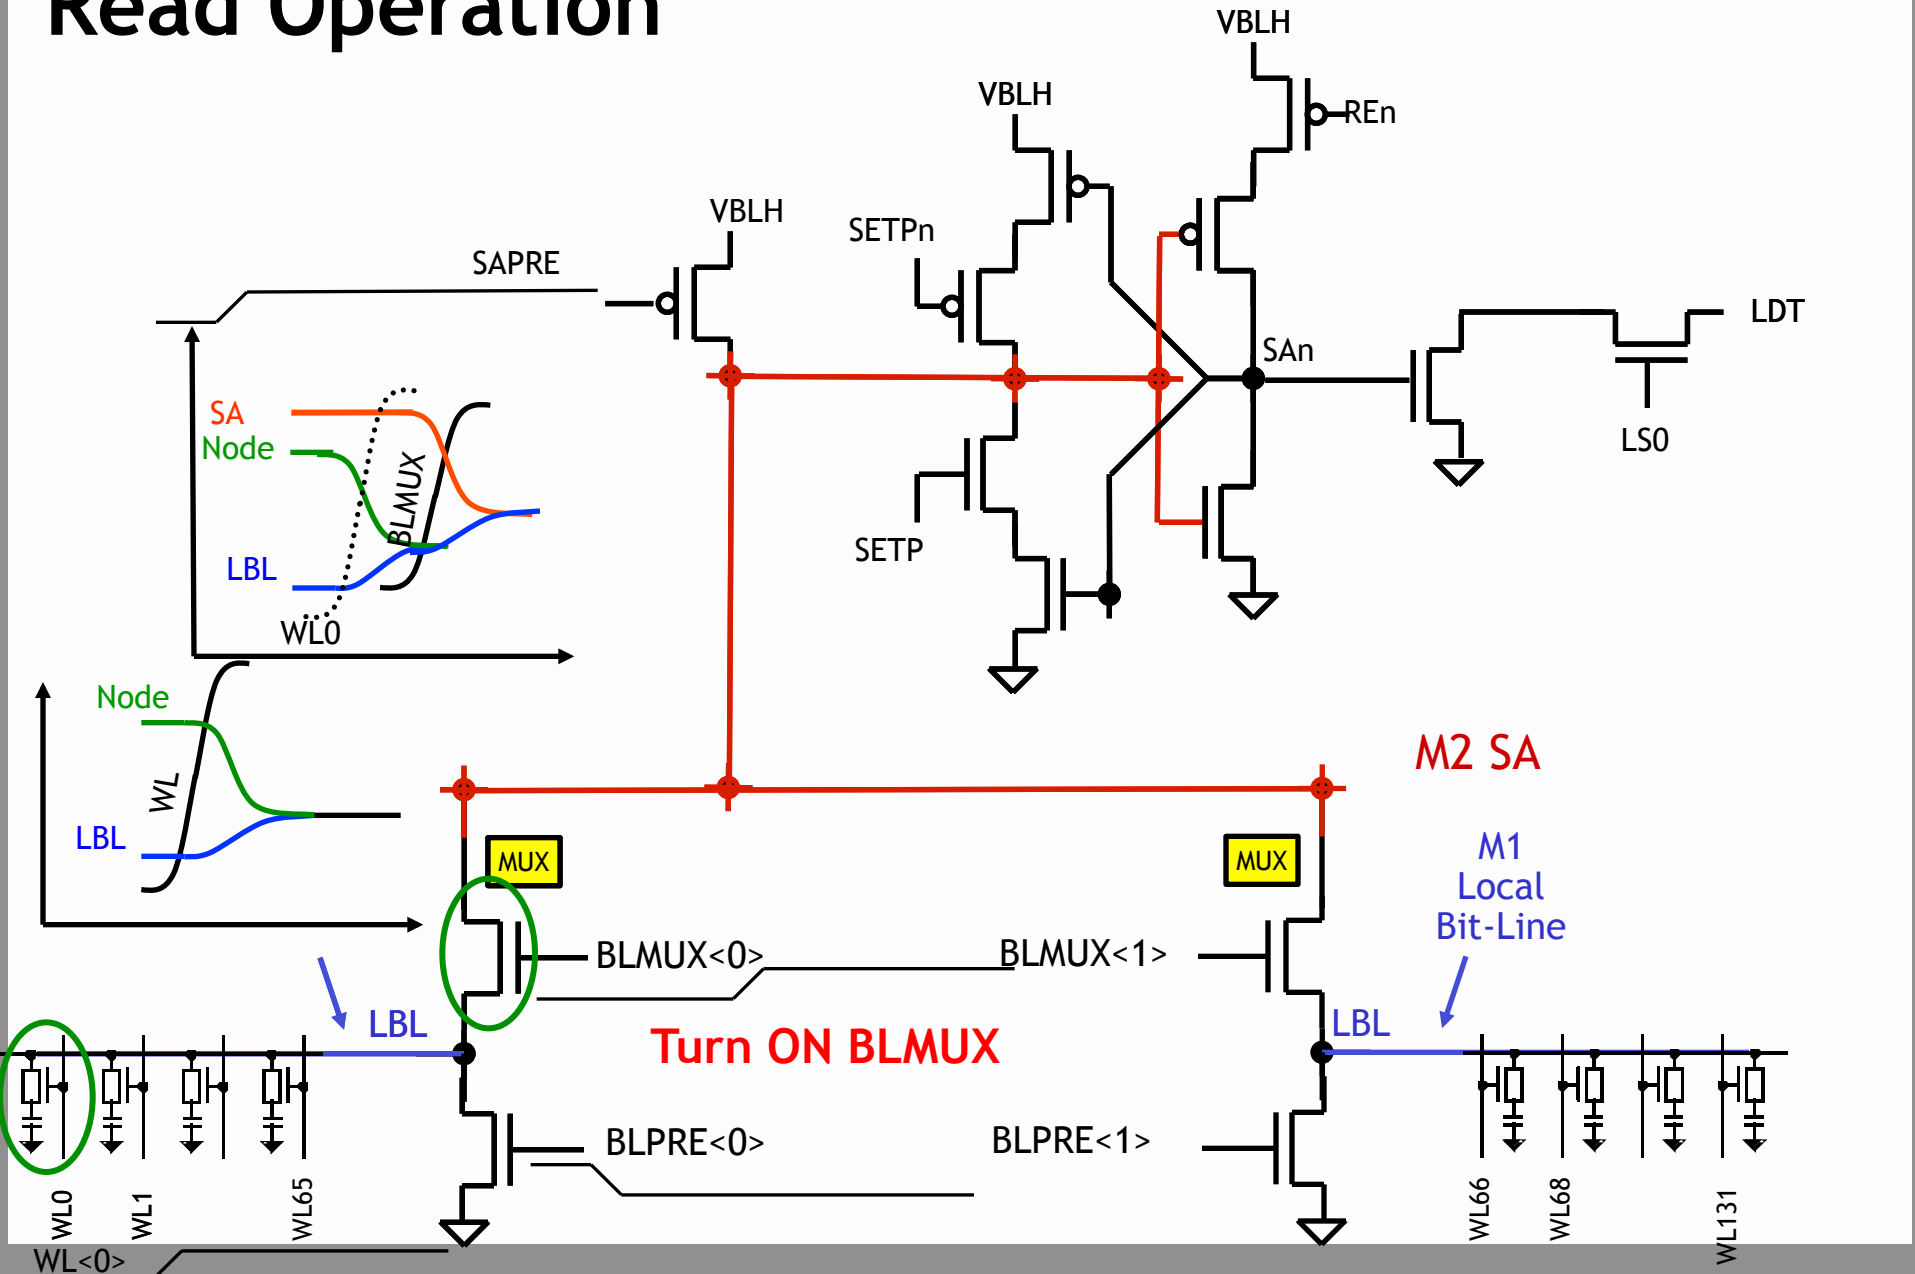 Read Operation
VBLH
VBLH
REn
VBLH
SETPn
SAPRE
LDT
SAn
SA
Node
LS0
BLMUX
SETP
LBL
WL0
Node
M2 SA
WL
LBL
MUX
MUX
M1
Local
Bit-Line
BLMUX<0>
BLMUX<1>
LBL
Turn ON BLMUX
LBL
BLPRE<0>
BLPRE<1>
WL0
WL1
WL65
WL66
WL68
WL131
WL<0>